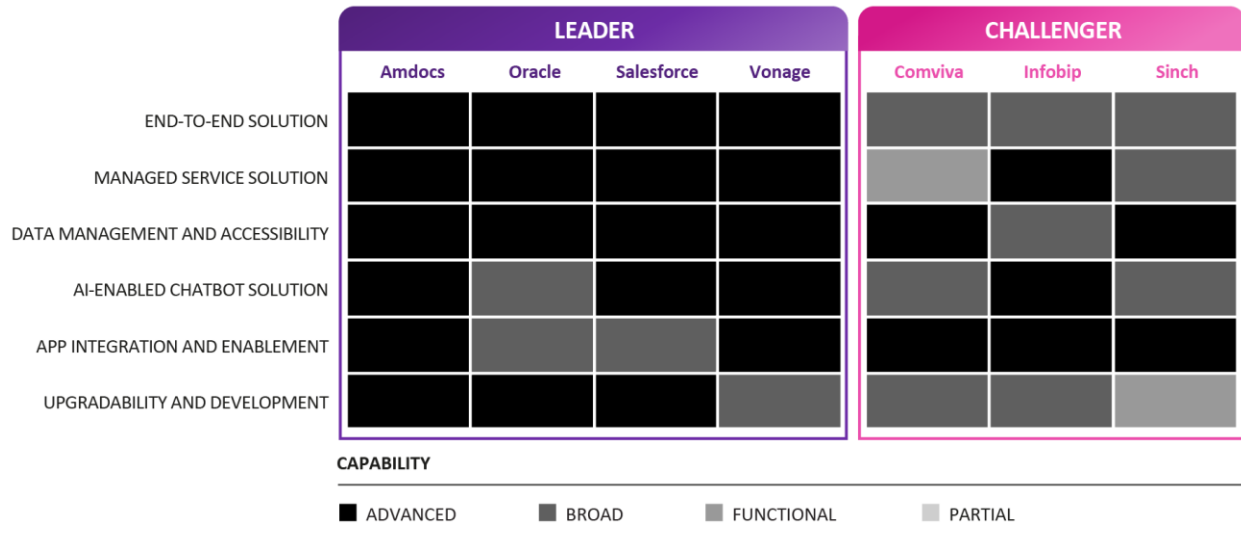 LEADER CHALLENGER
Amdocs Oracle Salesforce Vonage Comviva Infobip Sinch
END-TO-END SOLUTION
MANAGED SERVICE SOLUTION
DATA MANAGEMENT AND ACCESSIBILITY
AI-ENABLED CHATBOT SOLUTION
APP INTEGRATION AND ENABLEMENT
UPGRADABILITY AND DEVELOPMENT
CAPABILITY
ADVANCED BROAD FUNCTIONAL PARTIAL